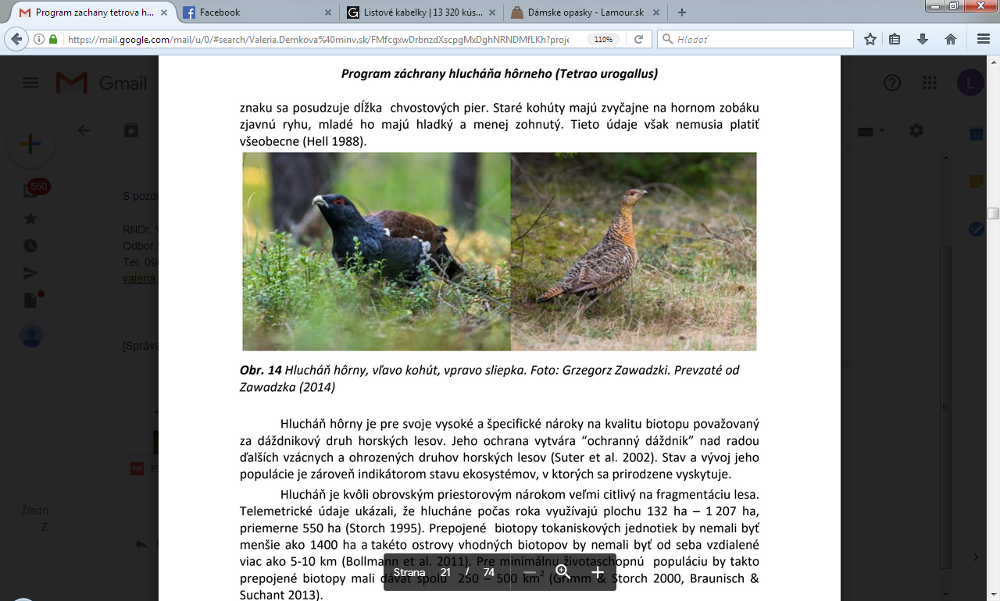 Program zachany tetrova h...
Facebook
Listové kabelky | 13 320 kús...
Dámske opasky - Lamour.sk
https://mail.google.com/mail/u/0/#search/Valeria.Demkova%40minv.sk/FMfcgxwDrbnzdXscpgMxDghNRNDMfLKh?proje
110%
Hľadať
Gmail
L
550
31
S pozdr
RNDr. V
Odbor
Tel. 090
valeria
...
[Správa
PDF
Žiadn
Z
Program záchrany hlucháňa hôrneho (Tetrao urogallus)
znaku sa posudzuje dĺžka chvostových pier. Staré kohúty majú zvyčajne na hornom zobáku
zjavnú ryhu, mladé ho majú hladký a menej zohnutý. Tieto údaje však nemusia platiť
všeobecne (Hell 1988).
Obr. 14 Hlucháň hôrny, vľavo kohút, vpravo sliepka. Foto: Grzegorz Zawadzki. Prevzaté od
Zawadzka (2014)
Hlucháň hôrny je pre svoje vysoké a špecifické nároky na kvalitu biotopu považovaný
za dáždnikový druh horských lesov. Jeho ochrana vytvára “ochranný dáždnik” nad radou
ďalších vzácnych a ohrozených druhov horských lesov (Suter et al. 2002). Stav a vývoj jeho
populácie je zároveň indikátorom stavu ekosystémov, v ktorých sa prirodzene vyskytuje.
Hlucháň je kvôli obrovským priestorovým nárokom veľmi citlivý na fragmentáciu lesa.
Telemetrické údaje ukázali, že hlucháne počas roka využívajú plochu 132 ha – 1 207 ha,
priemerne 550 ha (Storch 1995). Prepojené biotopy tokaniskových jednotiek by nemali byť
menšie ako 1400 ha a takéto ostrovy vhodných biotopov by nemali byť od seba vzdialené
viac ako 5-10 km (Bollmann et al. 2011). Pre minimálnu životaschopnú populáciu by takto
prepojené biotopy mali dávať spolu 250 – 500 km² (Grimm & Storch 2000, Braunisch &
Suchant 2013).
Strana 21 / 74